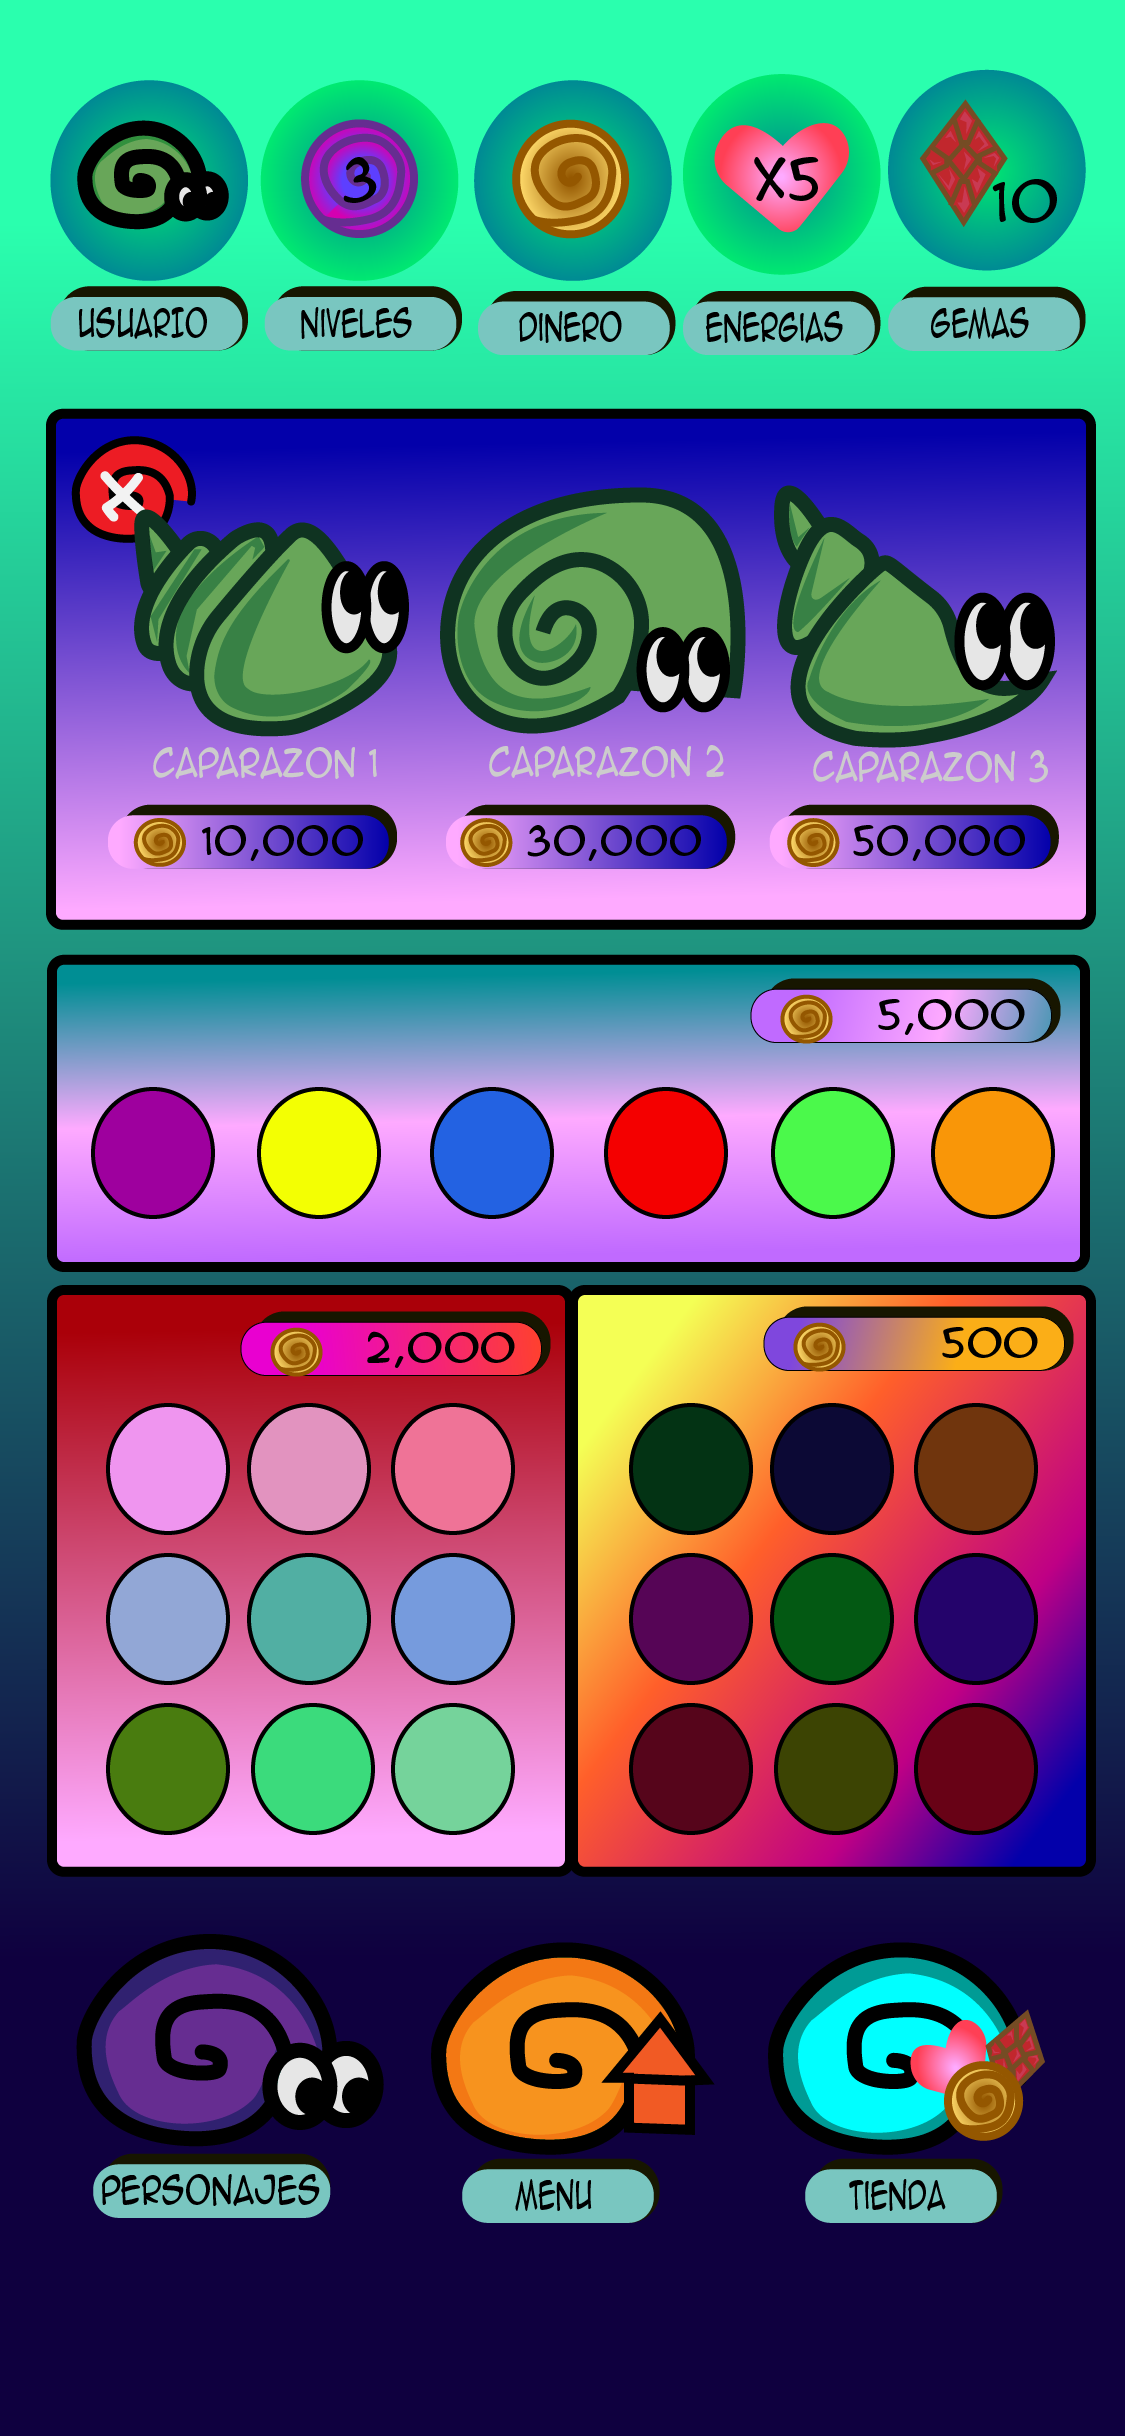 3
X5
10
USUARIO
NIVELES
DINERO
ENERGIAS
GEMAS
CAPARAZON 1
CAPARAZON 2
CAPARAZON 3
10,000
30,000
50,000
5,000
2,000
500
PERSONAJES
MENU
TIENDA